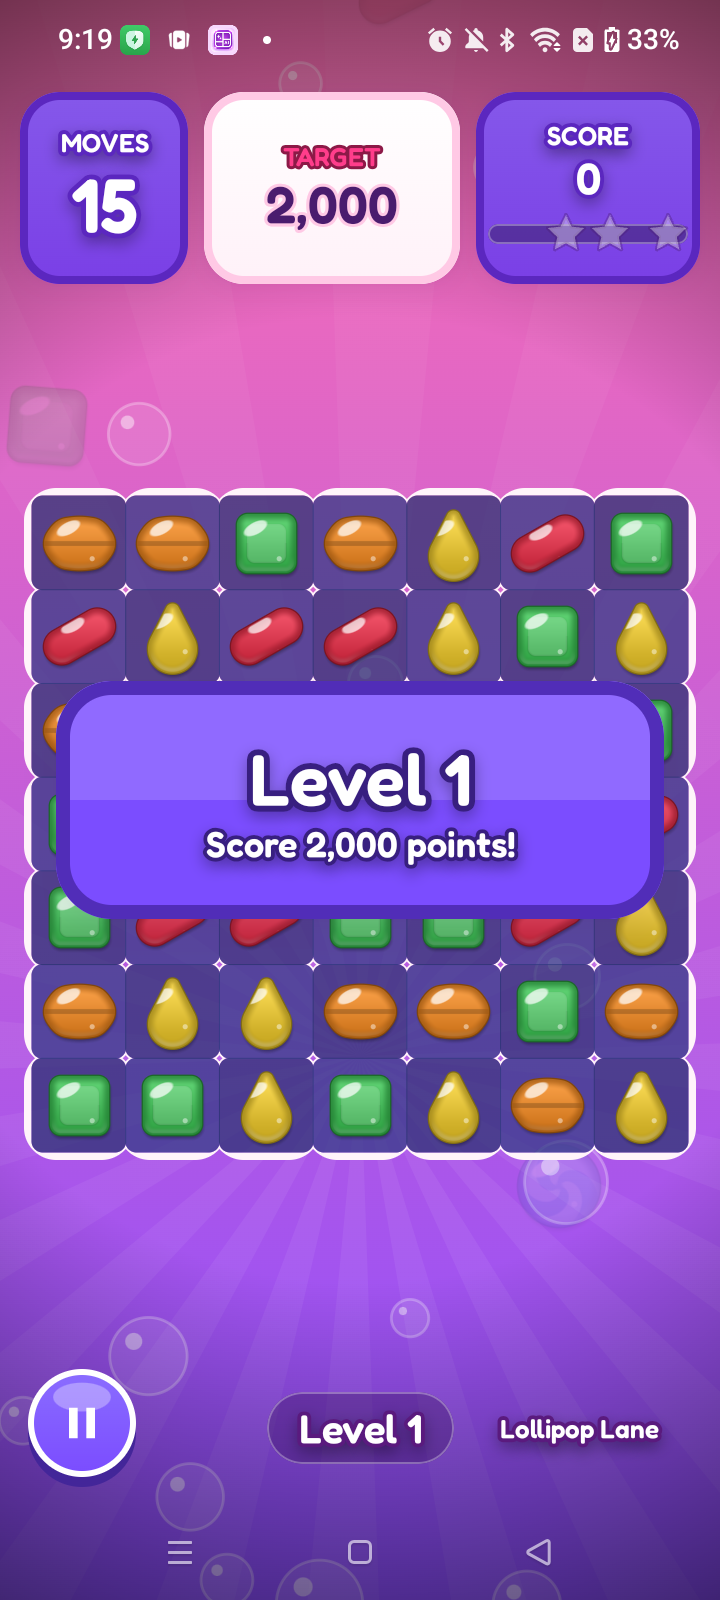 9:19
33%
MOVES
15
TARGET
2,000
SCORE
0
Level 1
Score 2,000 points!
Level 1
Lollipop Lane